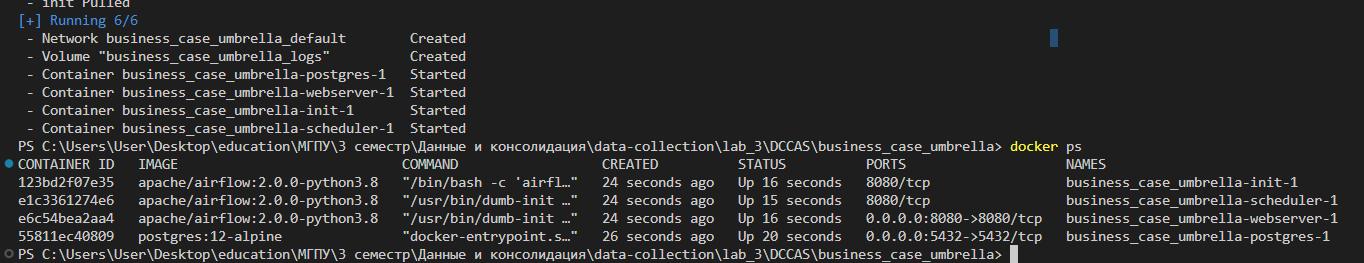 - init Pulled
[+] Running 6/6
- Network business_case_umbrella_default Created
- Volume "business_case_umbrella_logs" Created
- Container business_case_umbrella-postgres-1 Started
- Container business_case_umbrella-webserver-1 Started
- Container business_case_umbrella-init-1 Started
- Container business_case_umbrella-scheduler-1 Started
PS C:\Users\User\Desktop\education\МГПУ\3 семестр\Данные и консолидация\data-collection\lab_3\DCCAS\business_case_umbrella> docker ps
CONTAINER ID IMAGE COMMAND CREATED STATUS PORTS NAMES
123bd2f07e35 apache/airflow:2.0.0-python3.8 "/bin/bash -c 'airfl…" 24 seconds ago Up 16 seconds 8080/tcp business_case_umbrella-init-1
e1c3361274e6 apache/airflow:2.0.0-python3.8 "/usr/bin/dumb-init …" 24 seconds ago Up 15 seconds 8080/tcp business_case_umbrella-scheduler-1
e6c54bea2aa4 apache/airflow:2.0.0-python3.8 "/usr/bin/dumb-init …" 24 seconds ago Up 16 seconds 0.0.0.0:8080->8080/tcp business_case_umbrella-webserver-1
55811ec40809 postgres:12-alpine "docker-entrypoint.s…" 26 seconds ago Up 20 seconds 0.0.0.0:5432->5432/tcp business_case_umbrella-postgres-1
PS C:\Users\User\Desktop\education\МГПУ\3 семестр\Данные и консолидация\data-collection\lab_3\DCCAS\business_case_umbrella>